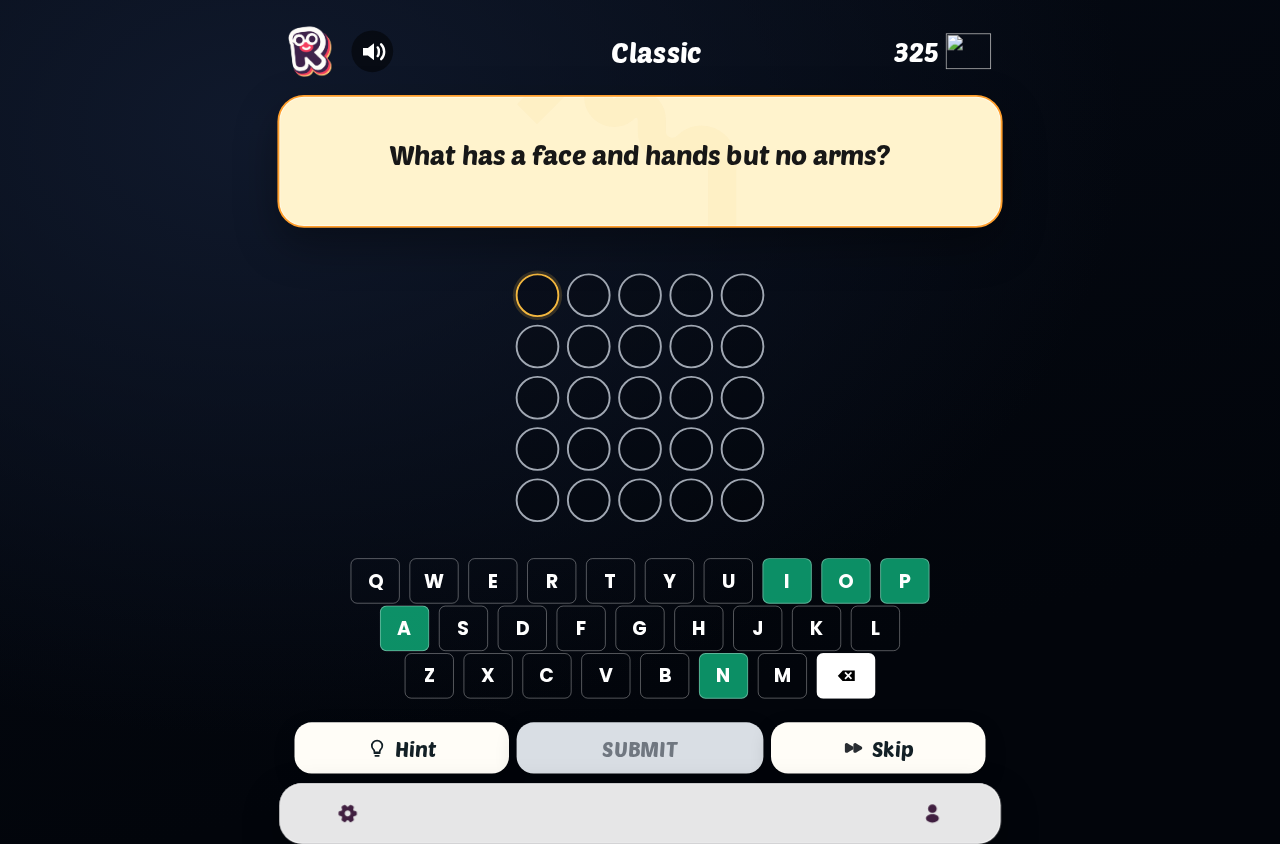 R
Classic
325
What has a face and hands but no arms?
Q W E R T Y U I O P
A S D F G H J K L
Z X C V B N M
Hint
SUBMIT
Skip